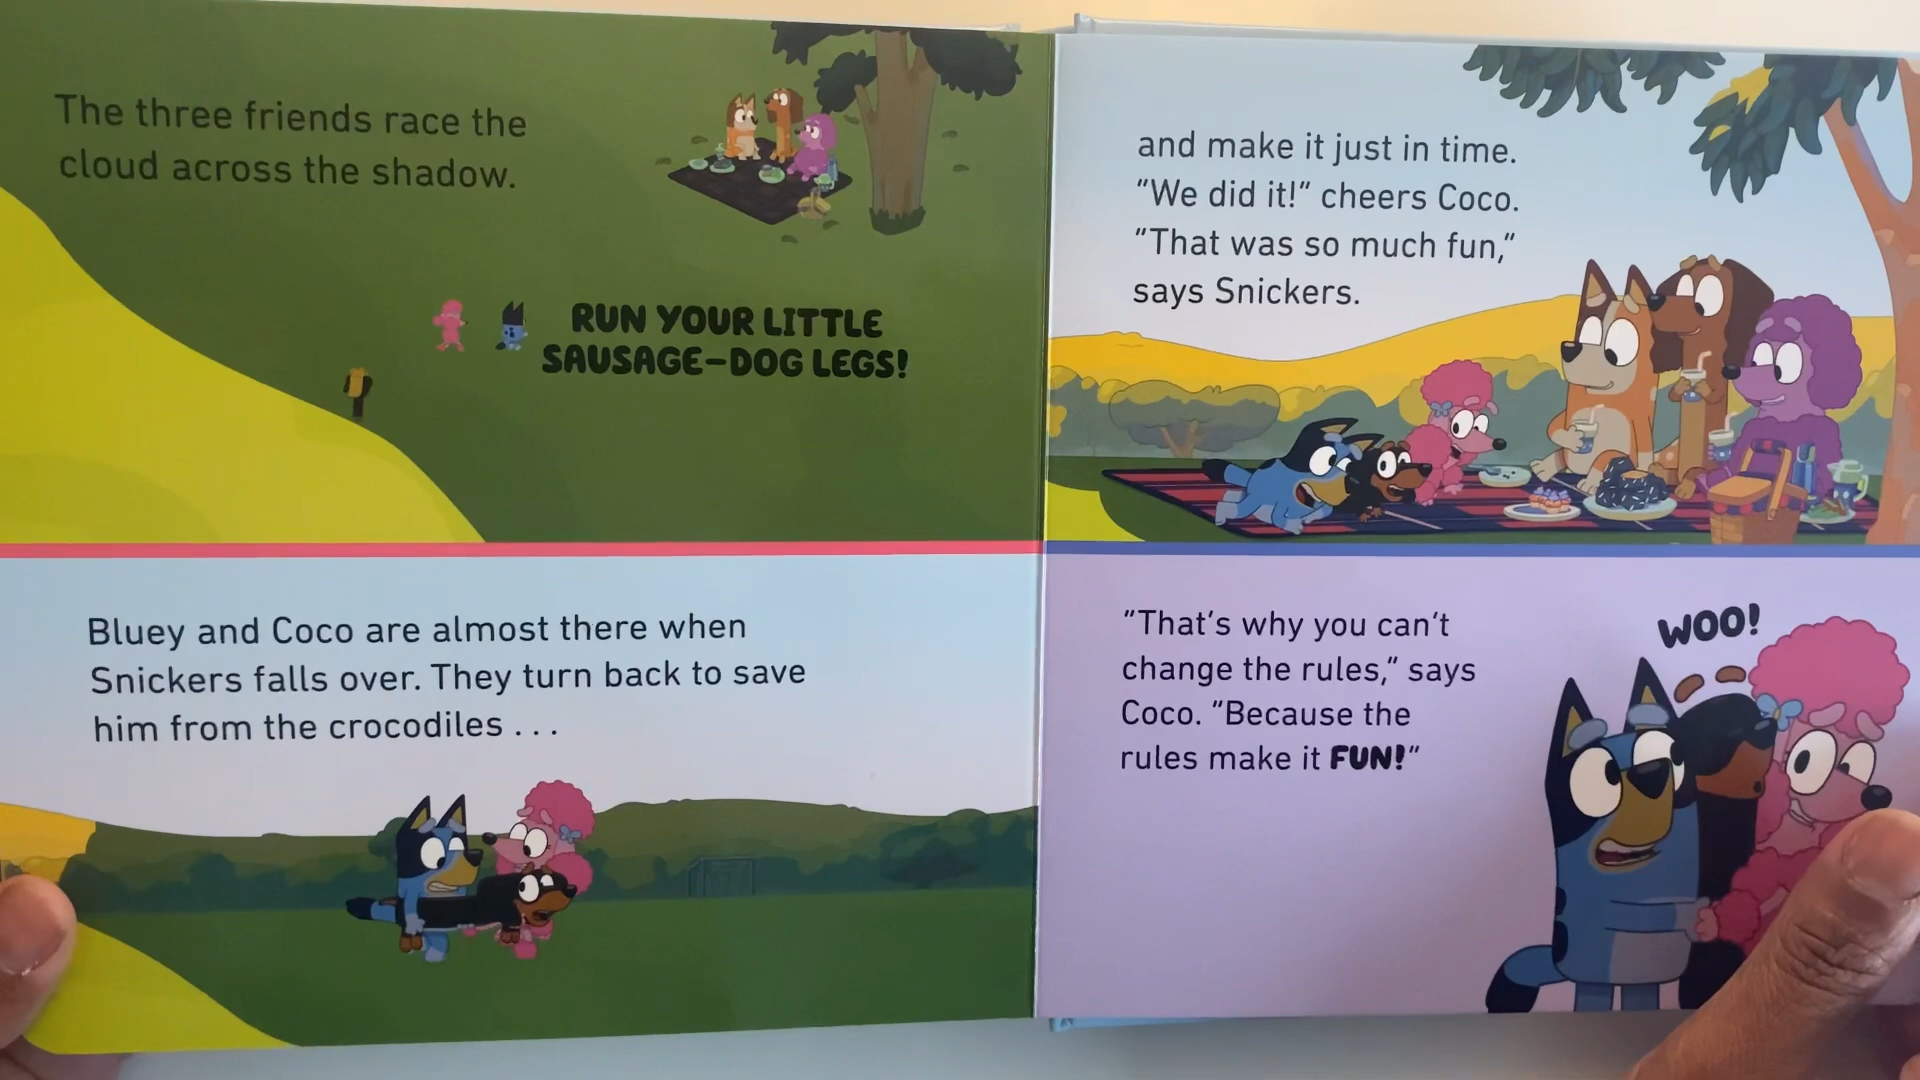 The three friends race the
cloud across the shadow.
RUN YOUR LITTLE
SAUSAGE-DOG LEGS!
Bluey and Coco are almost there when
Snickers falls over. They turn back to save
him from the crocodiles . . .
and make it just in time.
"We did it!" cheers Coco.
"That was so much fun,"
says Snickers.
"That's why you can't
change the rules," says
Coco. "Because the
rules make it FUN!"
WOO!